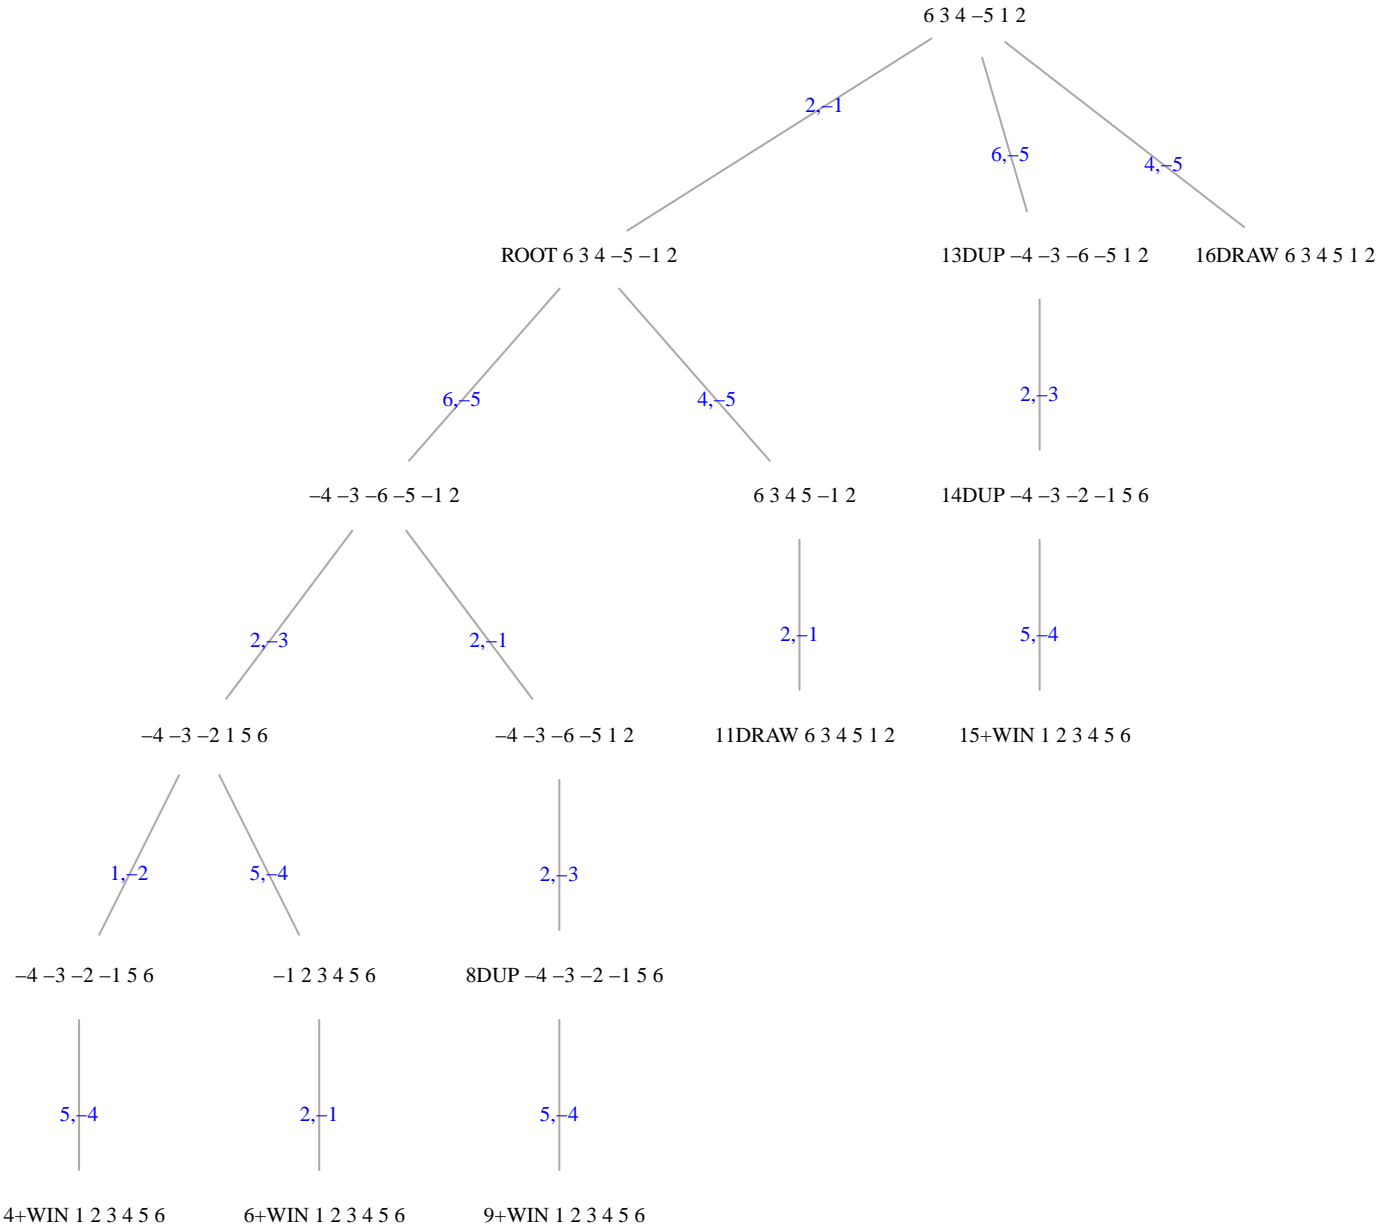 6 3 4 –5 1 2
2,–1
6,–5
4,–5
ROOT 6 3 4 –5 –1 2
13DUP –4 –3 –6 –5 1 2
16DRAW 6 3 4 5 1 2
6,–5
4,–5
2,–3
–4 –3 –6 –5 –1 2
6 3 4 5 –1 2
14DUP –4 –3 –2 –1 5 6
2,–3
2,–1
2,–1
5,–4
–4 –3 –2 1 5 6
–4 –3 –6 –5 1 2
11DRAW 6 3 4 5 1 2
15+WIN 1 2 3 4 5 6
1,–2
5,–4
2,–3
–4 –3 –2 –1 5 6
–1 2 3 4 5 6
8DUP –4 –3 –2 –1 5 6
5,–4
2,–1
5,–4
4+WIN 1 2 3 4 5 6
6+WIN 1 2 3 4 5 6
9+WIN 1 2 3 4 5 6